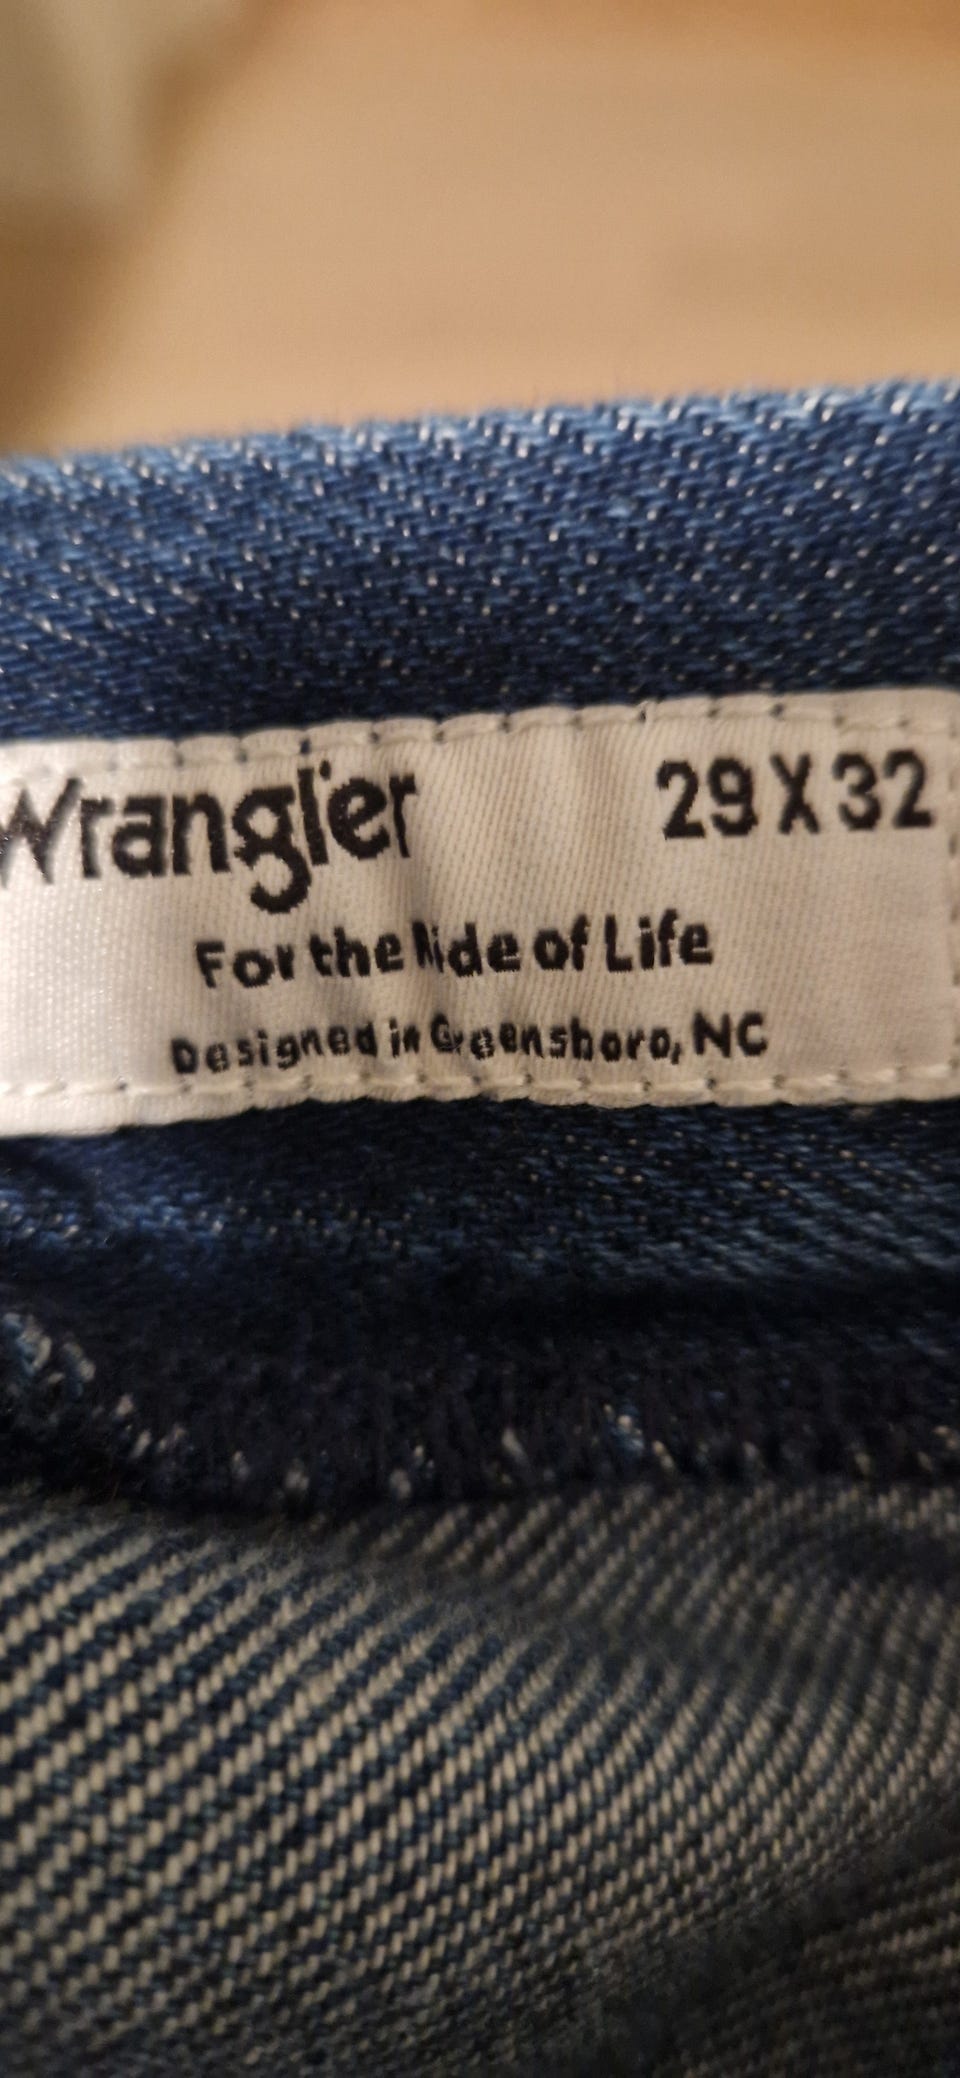 Wrangler 29 X 32
For the Ride of Life
Designed in Greensboro, NC